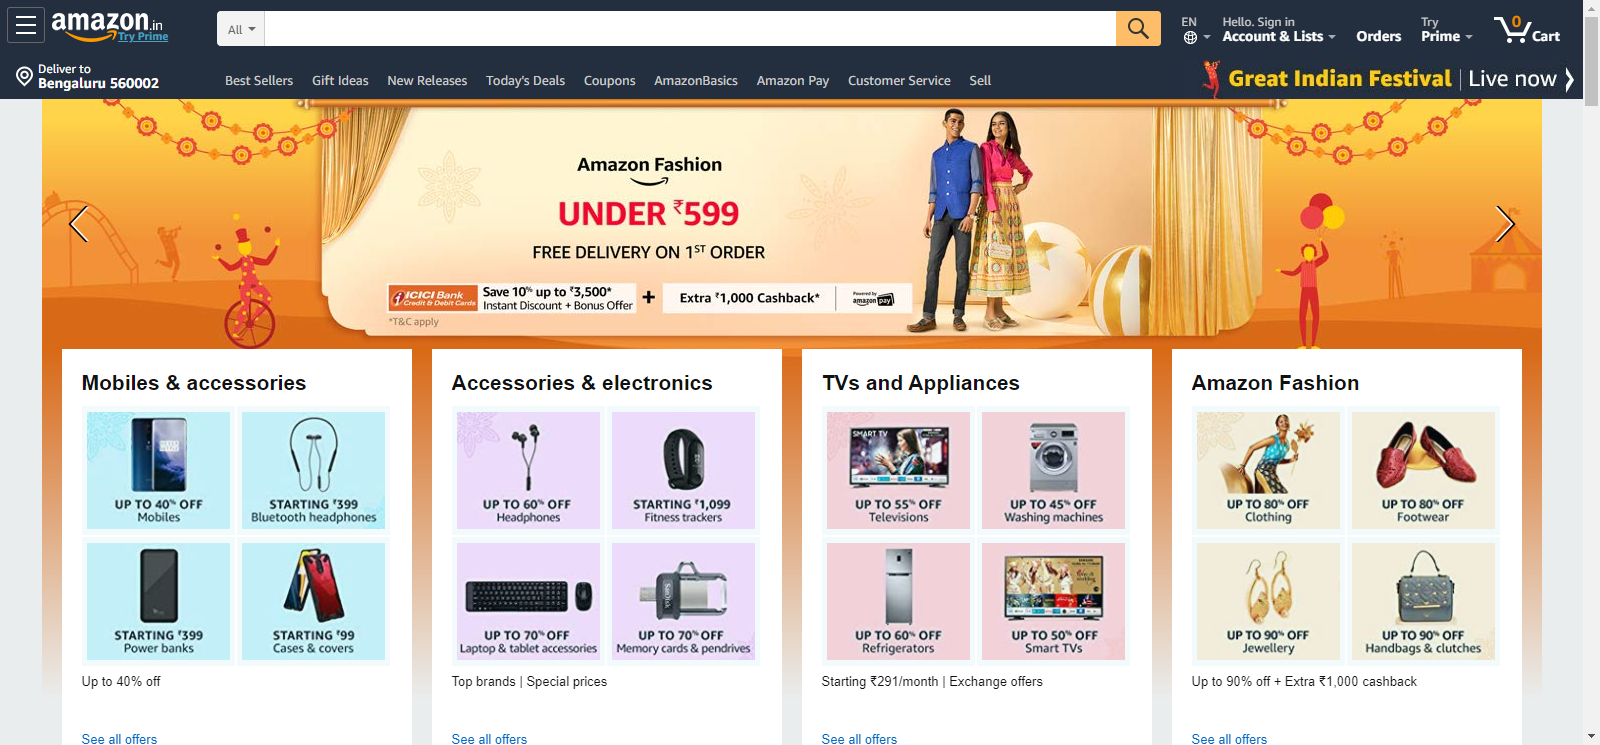 amazon.in
Try Prime
All
EN
Hello. Sign in
Account & Lists
Orders
Try
Prime
0
Cart
Deliver to
Bengaluru 560002
Best Sellers
Gift Ideas
New Releases
Today's Deals
Coupons
AmazonBasics
Amazon Pay
Customer Service
Sell
Great Indian Festival | Live now
Amazon Fashion
UNDER ₹599
FREE DELIVERY ON 1ST ORDER
ICICI Bank
Credit & Debit Cards
Save 10% up to ₹3,500*
Instant Discount + Bonus Offer
+
Extra ₹1,000 Cashback*
Powered by
amazon pay
*T&C apply
Mobiles & accessories
UP TO 40% OFF
Mobiles
STARTING ₹399
Bluetooth headphones
STARTING ₹399
Power banks
STARTING ₹99
Cases & covers
Up to 40% off
See all offers
Accessories & electronics
UP TO 60% OFF
Headphones
STARTING ₹1,099
Fitness trackers
UP TO 70% OFF
Laptop & tablet accessories
SanDisk
UP TO 70% OFF
Memory cards & pendrives
Top brands | Special prices
See all offers
TVs and Appliances
SMART TV
UP TO 55% OFF
Televisions
UP TO 45% OFF
Washing machines
UP TO 60% OFF
Refrigerators
UP TO 50% OFF
Smart TVs
Starting ₹291/month | Exchange offers
See all offers
Amazon Fashion
UP TO 80% OFF
Clothing
UP TO 80% OFF
Footwear
UP TO 90% OFF
Jewellery
UP TO 90% OFF
Handbags & clutches
Up to 90% off + Extra ₹1,000 cashback
See all offers